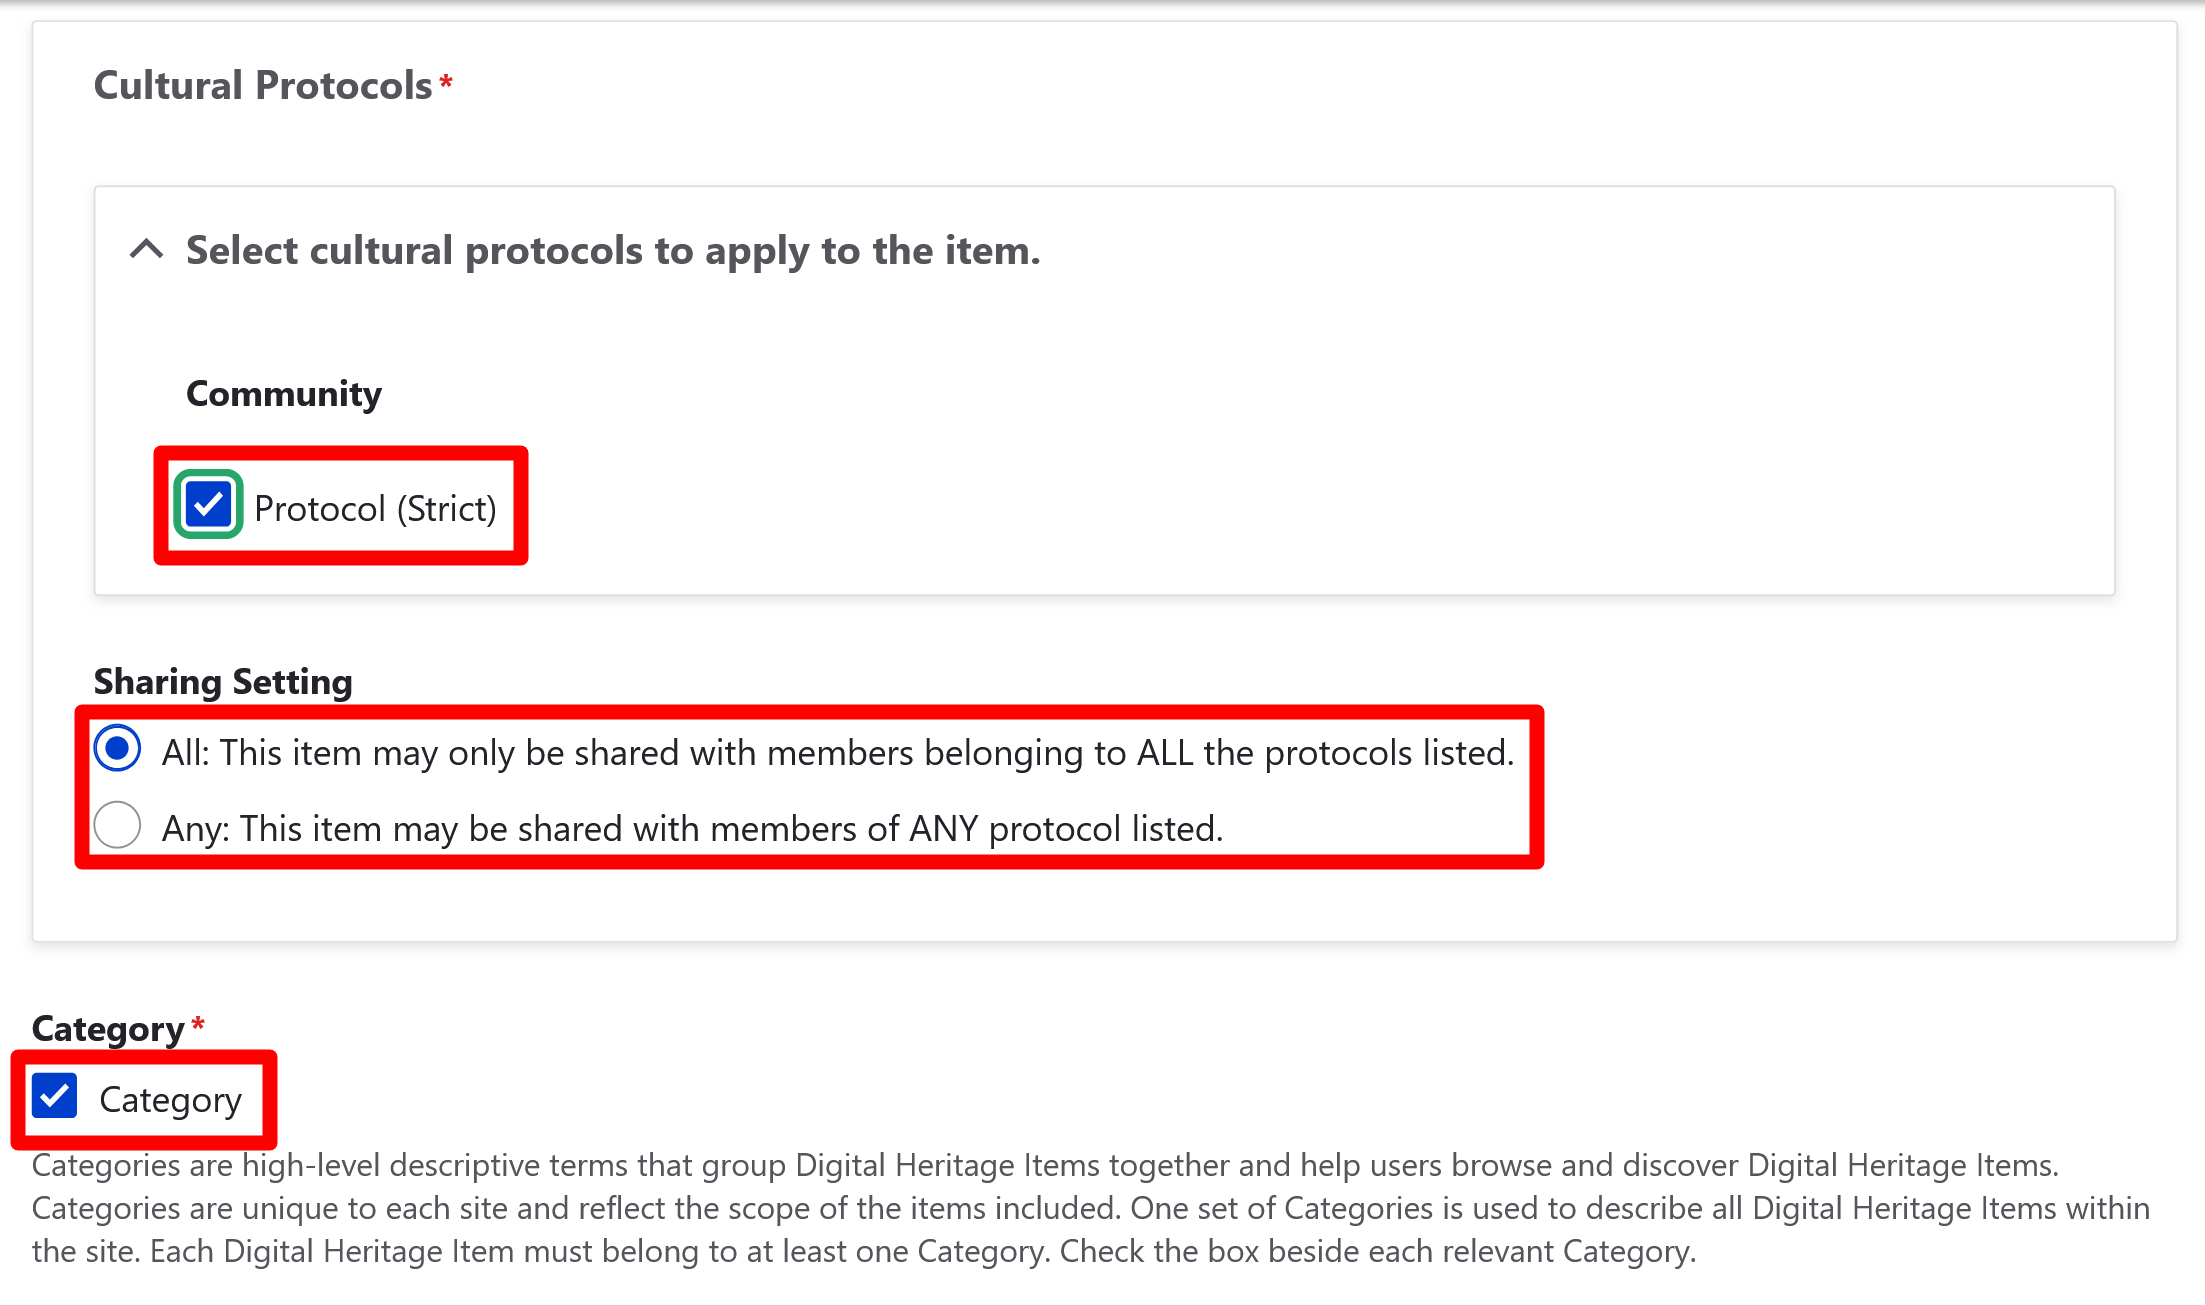 Cultural Protocols*
Select cultural protocols to apply to the item.
Community
Protocol (Strict)
Sharing Setting
All: This item may only be shared with members belonging to ALL the protocols listed.
Any: This item may be shared with members of ANY protocol listed.
Category*
Category
Categories are high-level descriptive terms that group Digital Heritage Items together and help users browse and discover Digital Heritage Items.
Categories are unique to each site and reflect the scope of the items included. One set of Categories is used to describe all Digital Heritage Items within
the site. Each Digital Heritage Item must belong to at least one Category. Check the box beside each relevant Category.